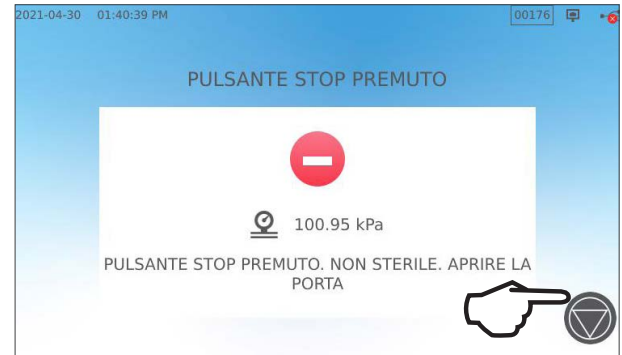 2021-04-30 01:40:39 PM 00176
PULSANTE STOP PREMUTO
100.95 kPa
PULSANTE STOP PREMUTO. NON STERILE. APRIRE LA
PORTA